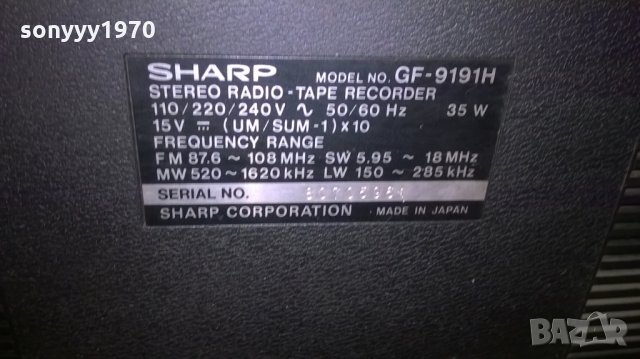 sonyyy1970
SHARP MODEL NO. GF-9191H
STEREO RADIO-TAPE RECORDER
110/220/240V ∿ 50/60 Hz 35 W
15V ⎓ (UM/SUM-1)x10
FREQUENCY RANGE
FM 87.6 ~ 108 MHz SW 5.95 ~ 18 MHz
MW 520 ~ 1620 kHz LW 150 ~ 285 kHz
SERIAL NO.
SHARP CORPORATION · MADE IN JAPAN
BAZAR